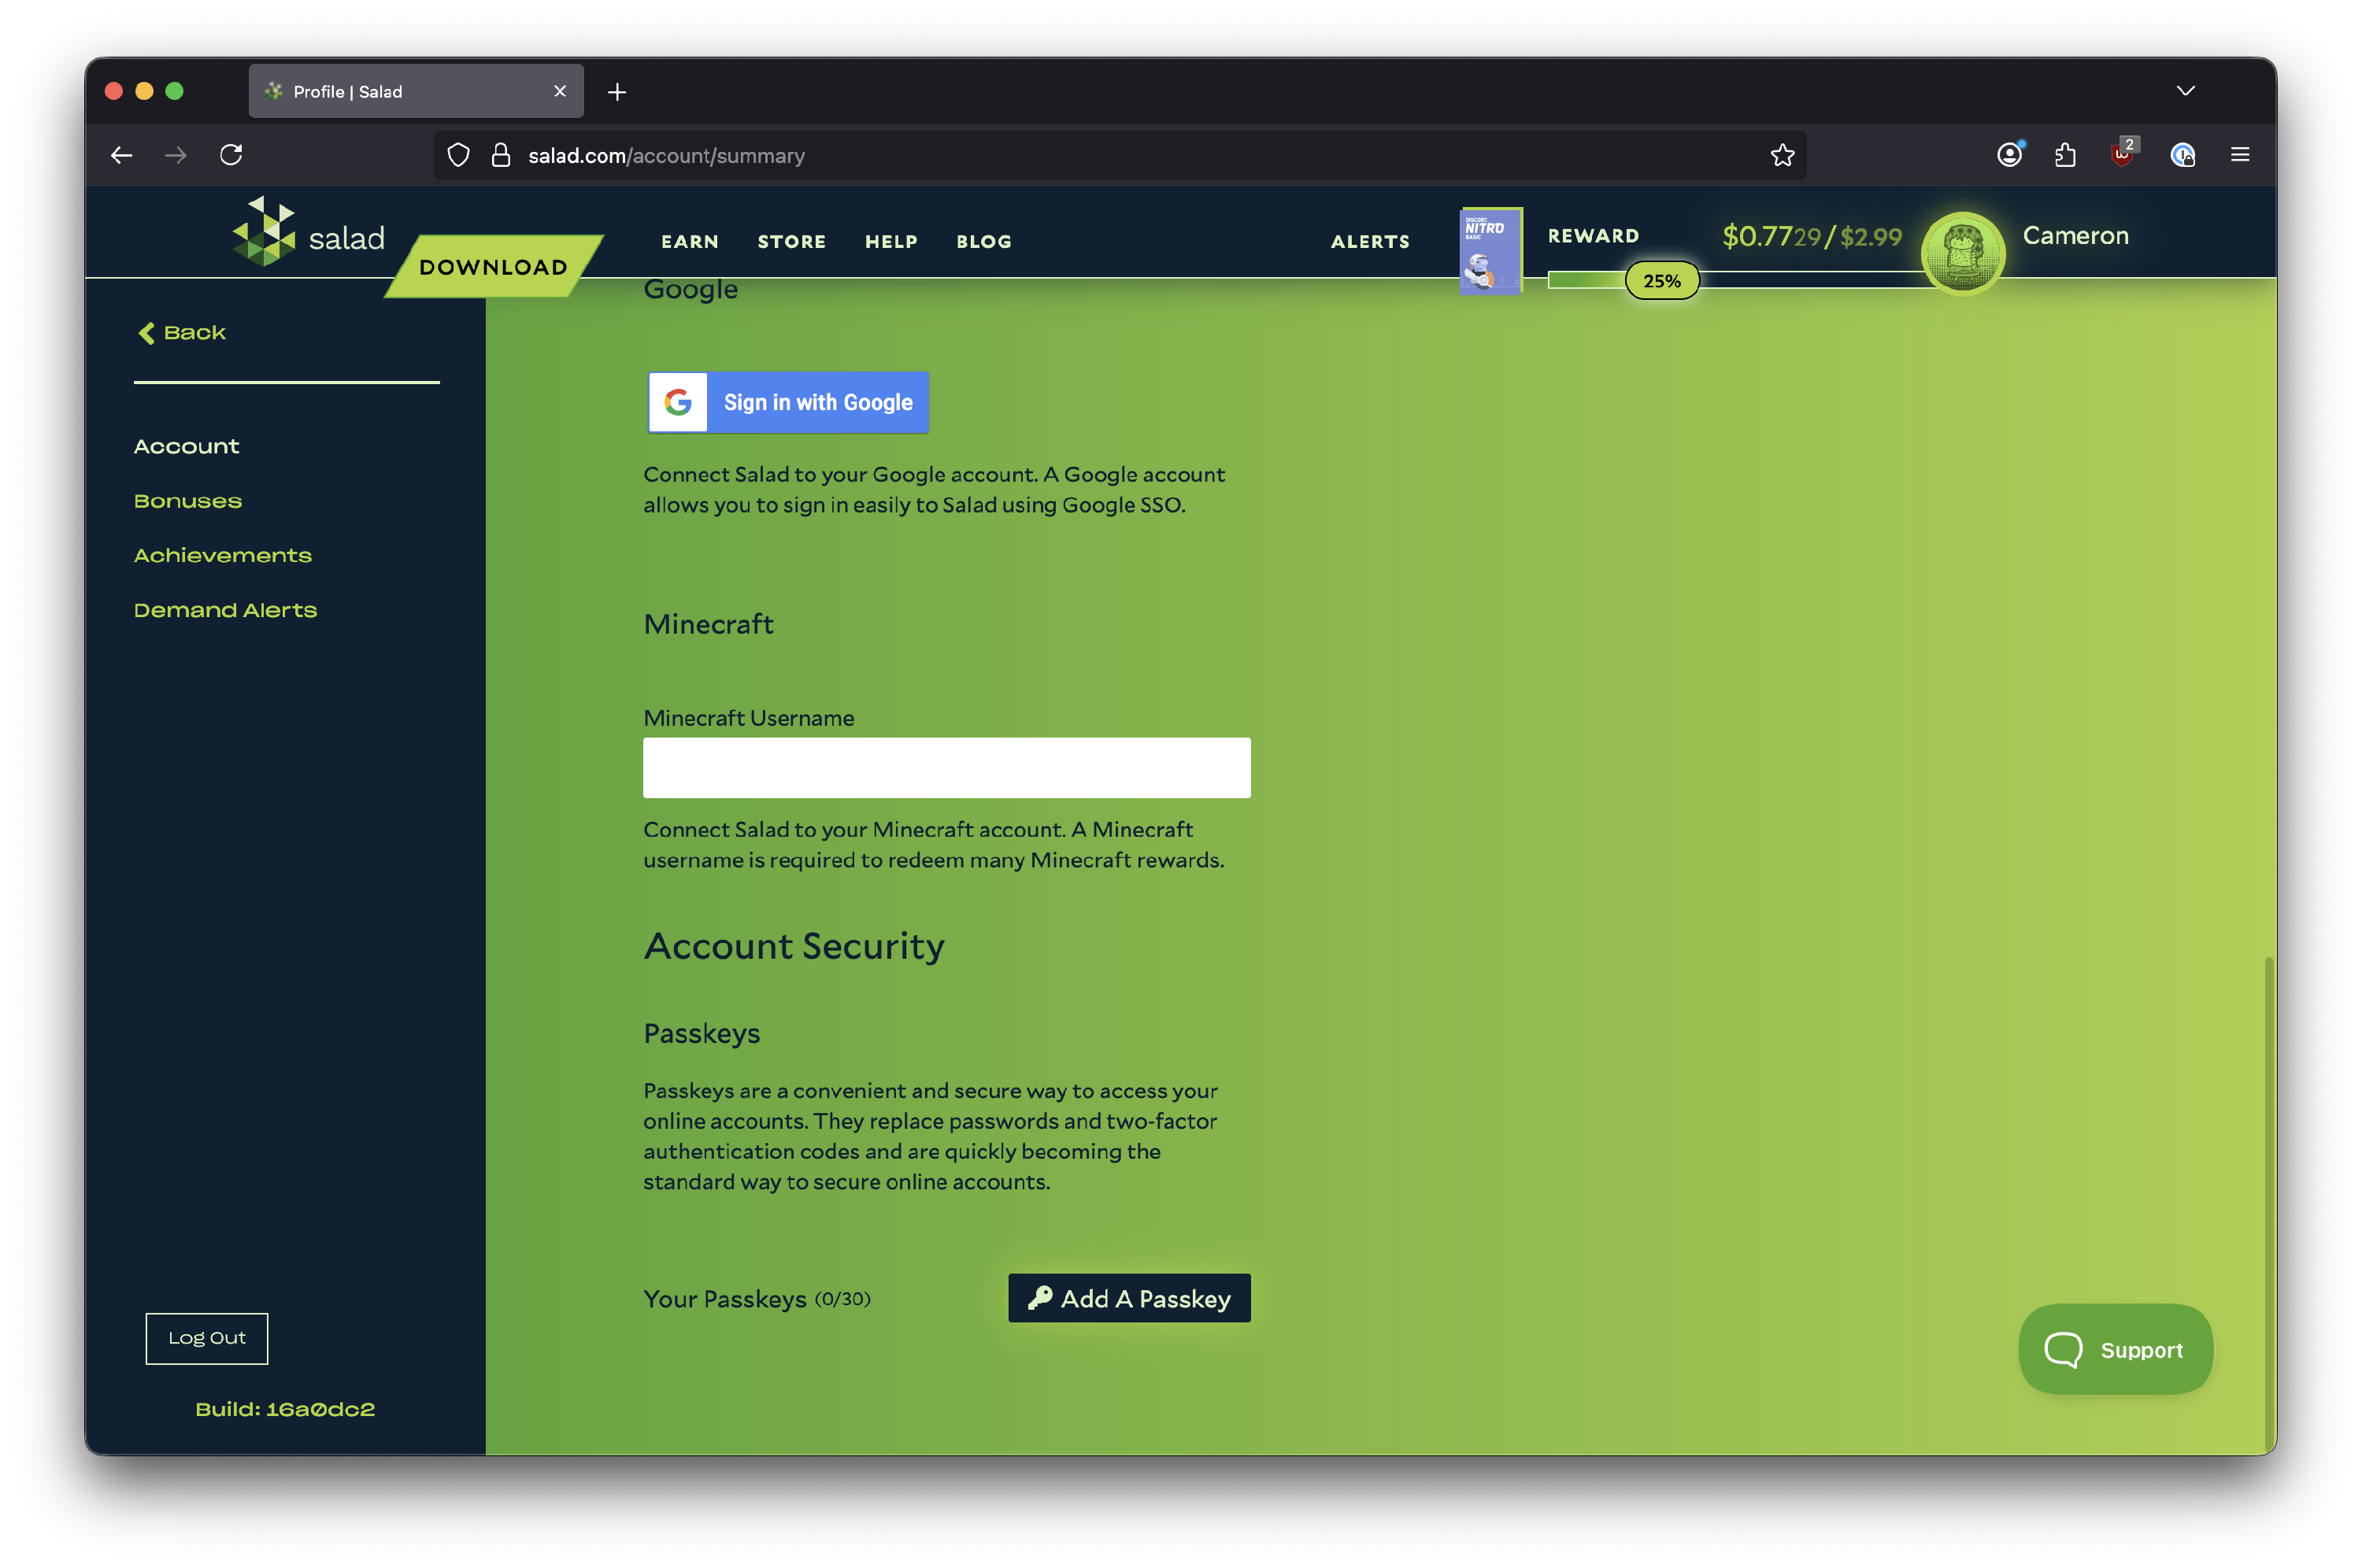 Profile | Salad
salad.com/account/summary
2
salad
DOWNLOAD
EARN
STORE
HELP
BLOG
ALERTS
DISCORD
NITRO
BASIC
REWARD
$0.7729/$2.99
25%
Cameron
Back
Account
Bonuses
Achievements
Demand Alerts
Log Out
Build: 16a0dc2
Google
Sign in with Google
Connect Salad to your Google account. A Google account
allows you to sign in easily to Salad using Google SSO.
Minecraft
Minecraft Username
Connect Salad to your Minecraft account. A Minecraft
username is required to redeem many Minecraft rewards.
Account Security
Passkeys
Passkeys are a convenient and secure way to access your
online accounts. They replace passwords and two-factor
authentication codes and are quickly becoming the
standard way to secure online accounts.
Your Passkeys (0/30)
Add A Passkey
Support